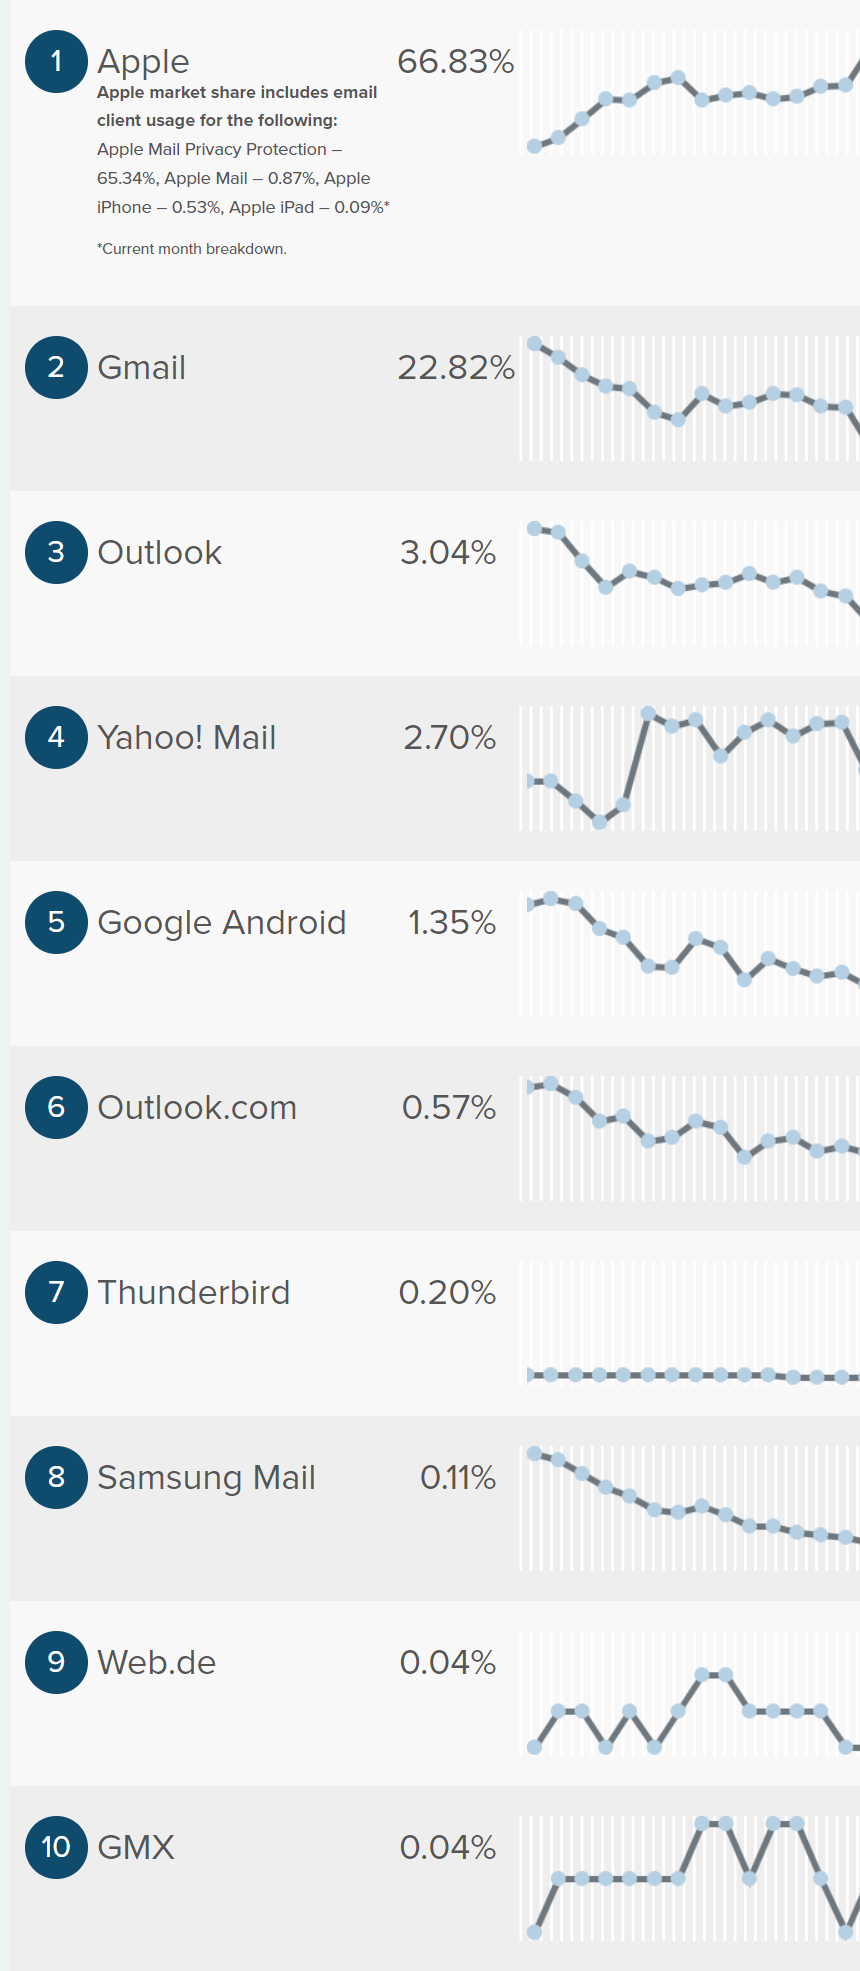 1 Apple 66.83%
Apple market share includes email
client usage for the following:
Apple Mail Privacy Protection –
65.34%, Apple Mail – 0.87%, Apple
iPhone – 0.53%, Apple iPad – 0.09%*
*Current month breakdown.
2 Gmail 22.82%
3 Outlook 3.04%
4 Yahoo! Mail 2.70%
5 Google Android 1.35%
6 Outlook.com 0.57%
7 Thunderbird 0.20%
8 Samsung Mail 0.11%
9 Web.de 0.04%
10 GMX 0.04%